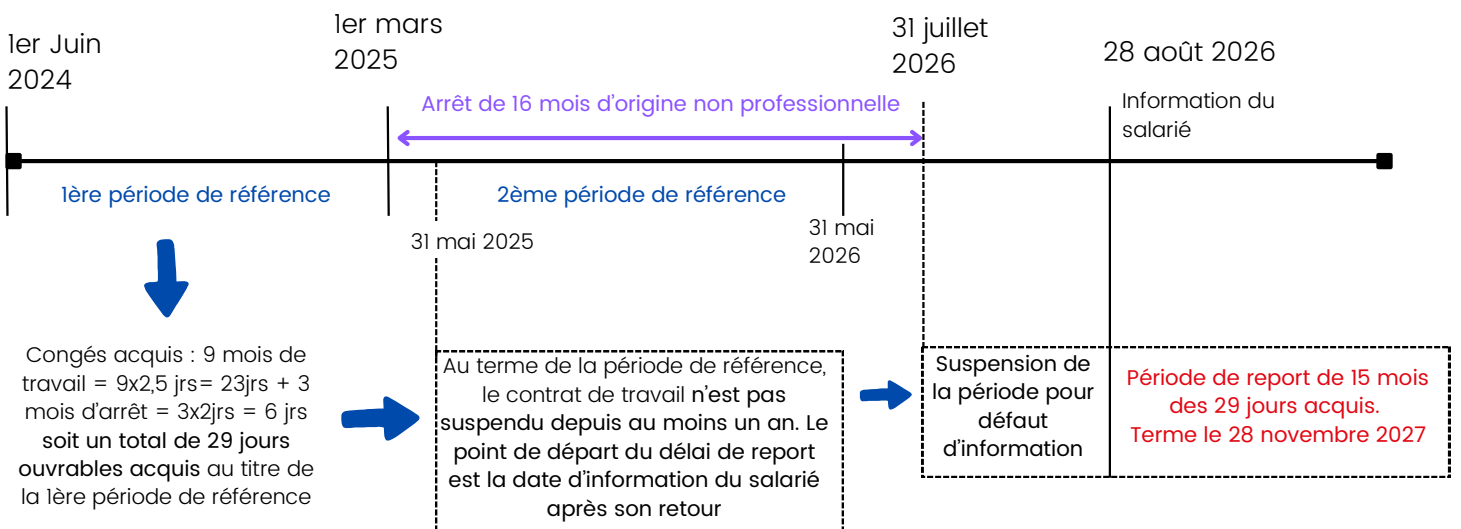 1er Juin
2024
1er mars
2025
31 juillet
2026
28 août 2026
Arrêt de 16 mois d'origine non professionnelle
Information du
salarié
1ère période de référence
2ème période de référence
31 mai 2025
31 mai
2026
Congés acquis : 9 mois de
travail = 9x2,5 jrs= 23jrs + 3
mois d'arrêt = 3x2jrs = 6 jrs
soit un total de 29 jours
ouvrables acquis au titre de
la 1ère période de référence
Au terme de la période de référence,
le contrat de travail n'est pas
suspendu depuis au moins un an. Le
point de départ du délai de report
est la date d'information du salarié
après son retour
Suspension de
la période pour
défaut
d'information
Période de report de 15 mois
des 29 jours acquis.
Terme le 28 novembre 2027